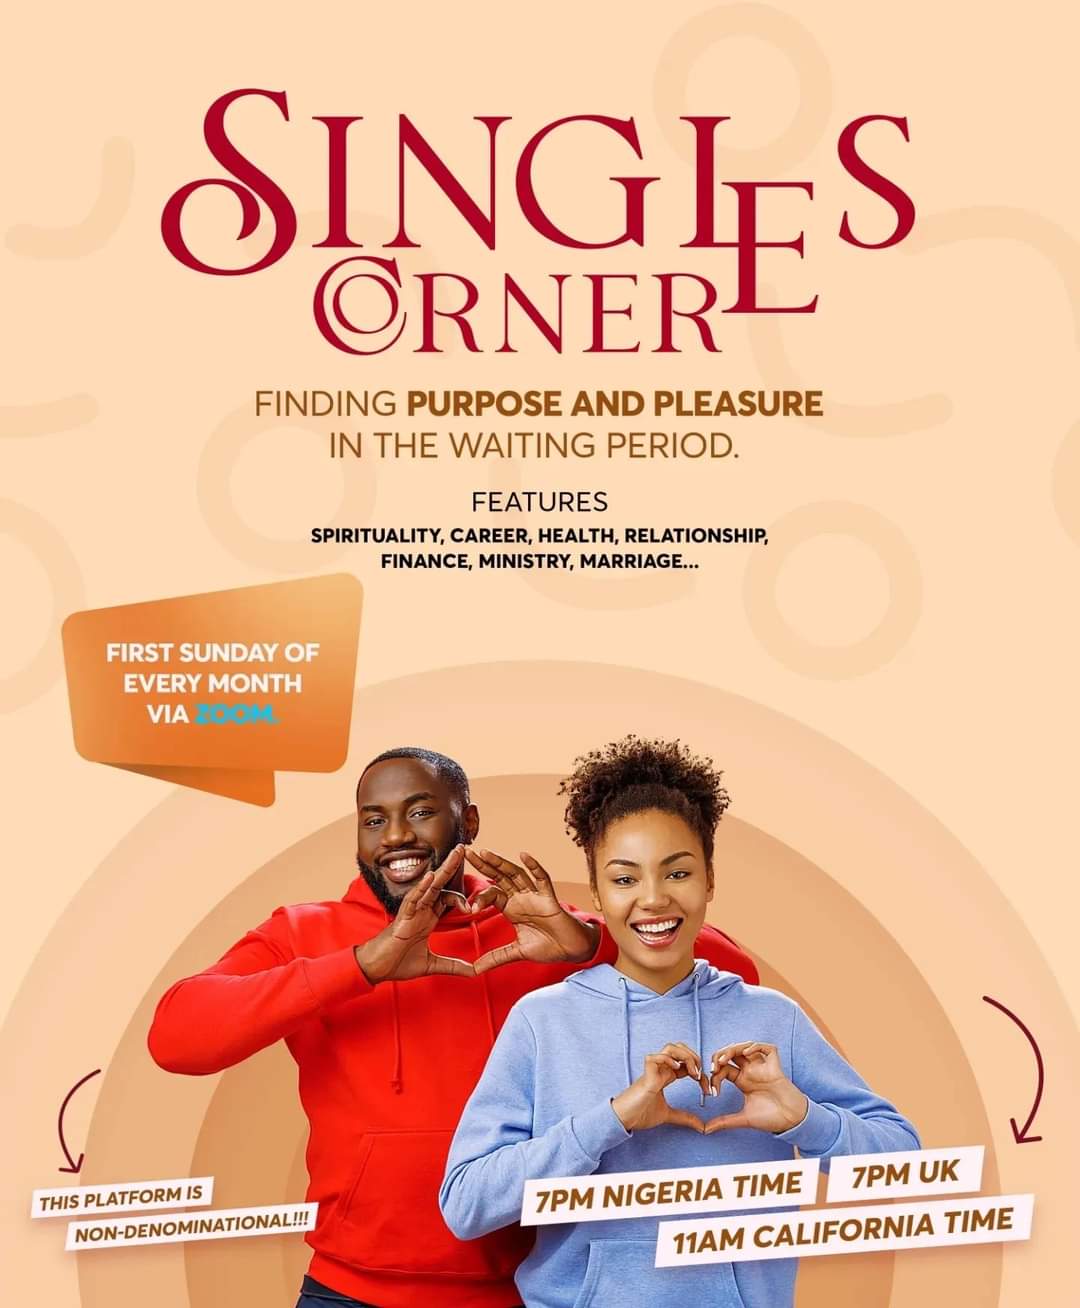 SINGLES
CORNER
FINDING PURPOSE AND PLEASURE
IN THE WAITING PERIOD.
FEATURES
SPIRITUALITY, CAREER, HEALTH, RELATIONSHIP,
FINANCE, MINISTRY, MARRIAGE...
FIRST SUNDAY OF
EVERY MONTH
VIA ZOOM.
THIS PLATFORM IS
NON-DENOMINATIONAL!!!
7PM NIGERIA TIME
7PM UK
11AM CALIFORNIA TIME